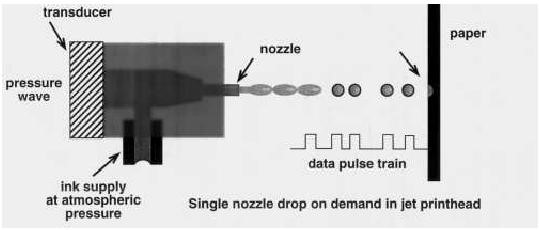 transducer
pressure
wave
nozzle
paper
ink supply
at atmospheric
pressure
data pulse train
Single nozzle drop on demand in jet printhead